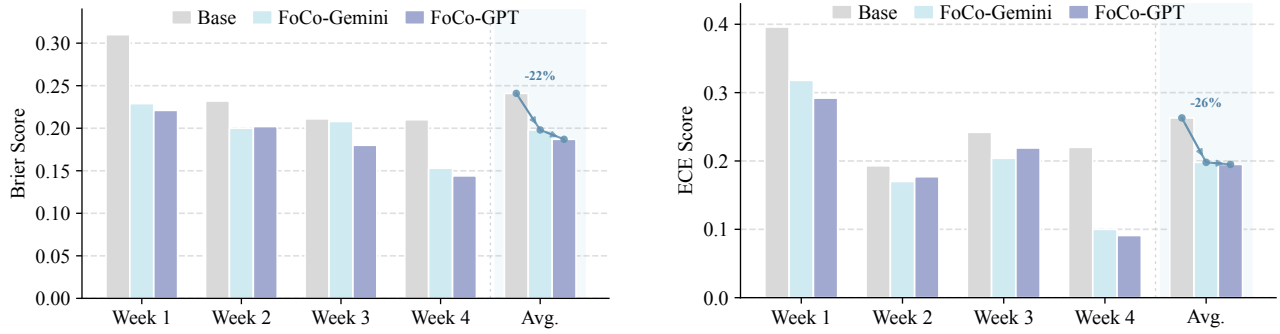 Base FoCo-Gemini FoCo-GPT
Brier Score
0.30
0.25
0.20
0.15
0.10
0.05
0.00
-22%
Week 1 Week 2 Week 3 Week 4 Avg.
Base FoCo-Gemini FoCo-GPT
ECE Score
0.4
0.3
0.2
0.1
0.0
-26%
Week 1 Week 2 Week 3 Week 4 Avg.